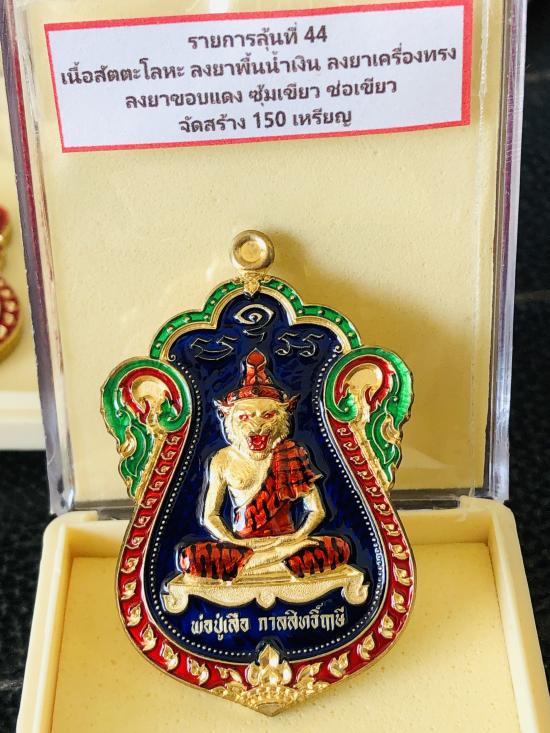 รายการลุ้นที่ 44
เนื้อสัตตะโลหะ ลงยาพื้นน้ำเงิน ลงยาเครื่องทรง
ลงยาขอบแดง ซุ้มเขียว ช่อเขียว
จัดสร้าง 150 เหรียญ
พ่อปู่เสือ กาลสิทธิ์ฤาษี